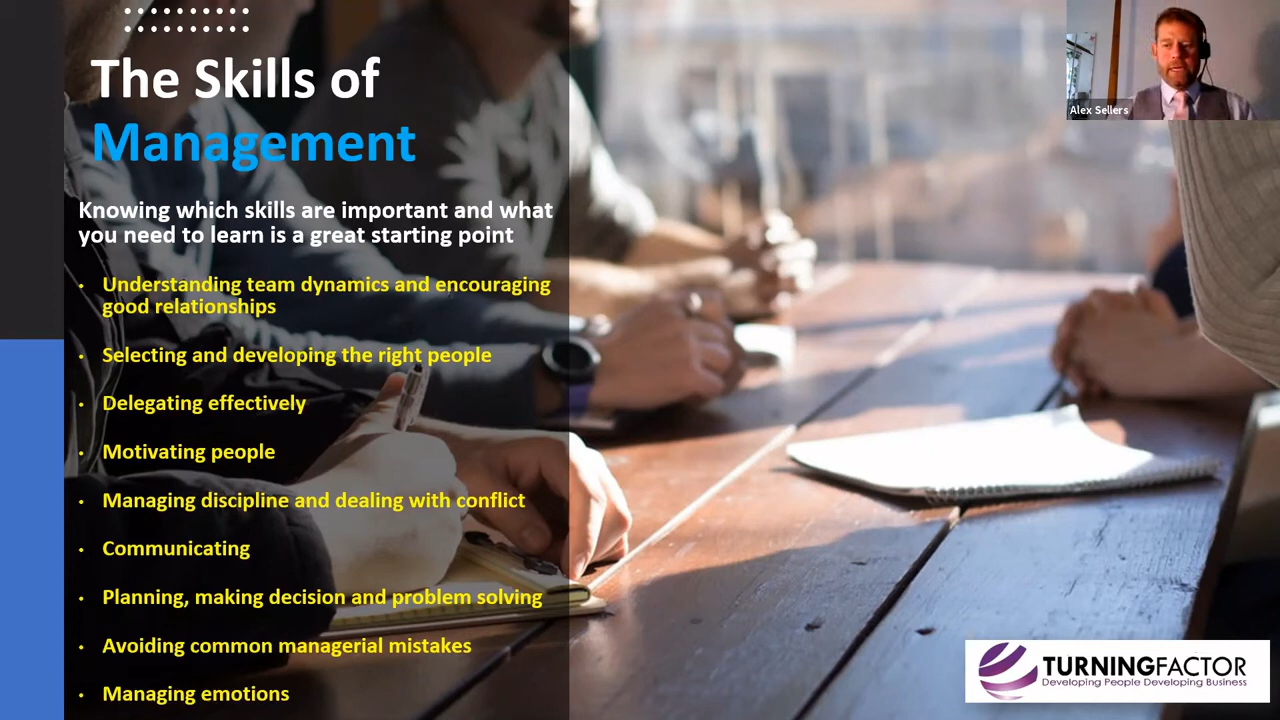 The Skills of
Management
Knowing which skills are important and what
you need to learn is a great starting point
• Understanding team dynamics and encouraging
good relationships
• Selecting and developing the right people
• Delegating effectively
• Motivating people
• Managing discipline and dealing with conflict
• Communicating
• Planning, making decision and problem solving
• Avoiding common managerial mistakes
• Managing emotions
Alex Sellers
TURNINGFACTOR
Developing People Developing Business